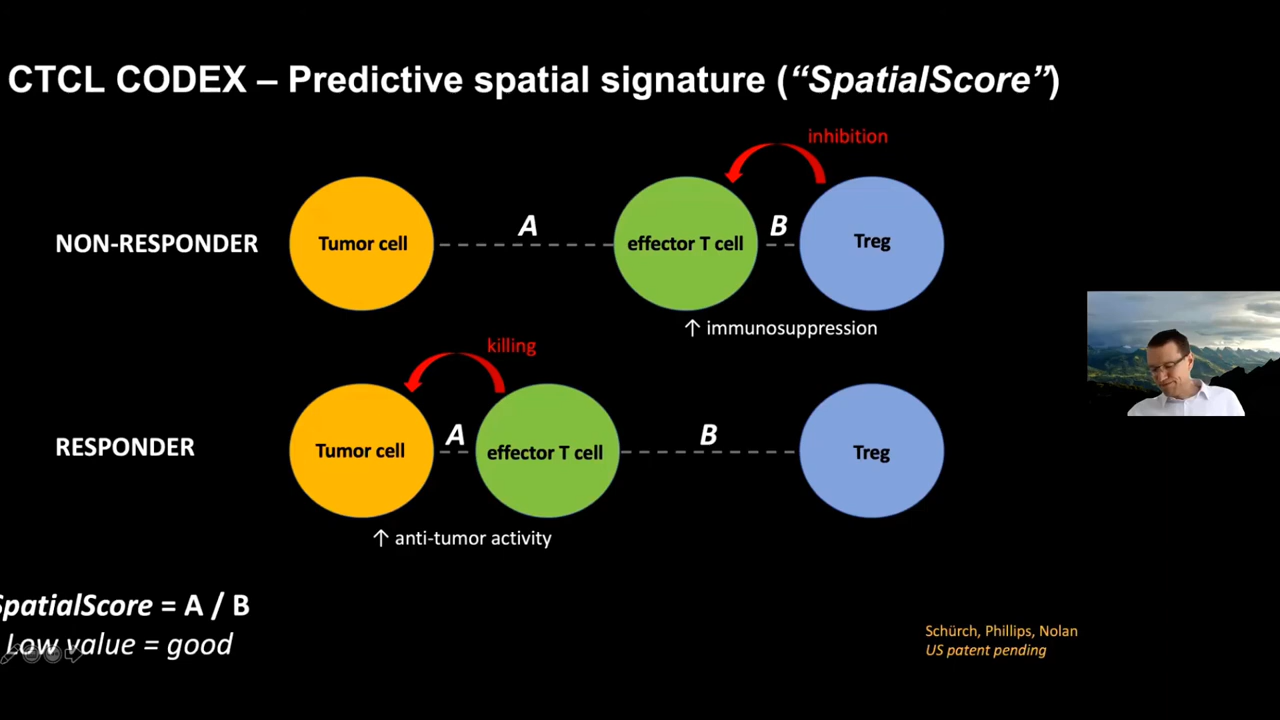 CTCL CODEX – Predictive spatial signature (“SpatialScore”)
inhibition
NON-RESPONDER
Tumor cell
A
effector T cell
B
Treg
↑ immunosuppression
killing
RESPONDER
Tumor cell
A
effector T cell
B
Treg
↑ anti-tumor activity
SpatialScore = A / B
Low value = good
Schürch, Phillips, Nolan
US patent pending